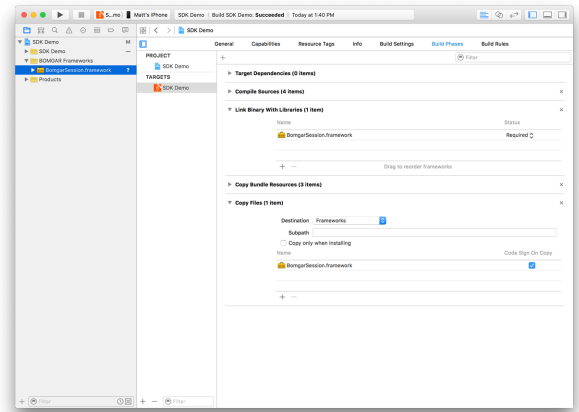 S...mo
Matt's iPhone
SDK Demo | Build SDK Demo: Succeeded | Today at 1:40 PM
SDK Demo M
SDK Demo
General Capabilities Resource Tags Info Build Settings Build Phases Build Rules
SDK Demo
BOMGAR Frameworks
BomgarSession.framework ?
Products
PROJECT
SDK Demo
TARGETS
SDK Demo
+ Filter
Target Dependencies (0 items)
Compile Sources (4 items) ×
Link Binary With Libraries (1 item) ×
Name Status
BomgarSession.framework Required
+ − Drag to reorder frameworks
Copy Bundle Resources (3 items) ×
Copy Files (1 item) ×
Destination Frameworks
Subpath
Copy only when installing
Name Code Sign On Copy
BomgarSession.framework
+ −
+ Filter + − Filter